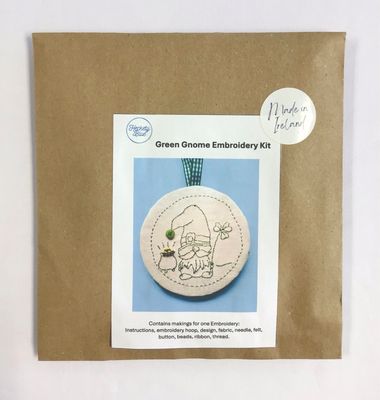 Made in
Ireland
Green Gnome Embroidery Kit
Contains makings for one Embroidery:
Instructions, embroidery hoop, design, fabric, needle, felt,
button, beads, ribbon, thread.